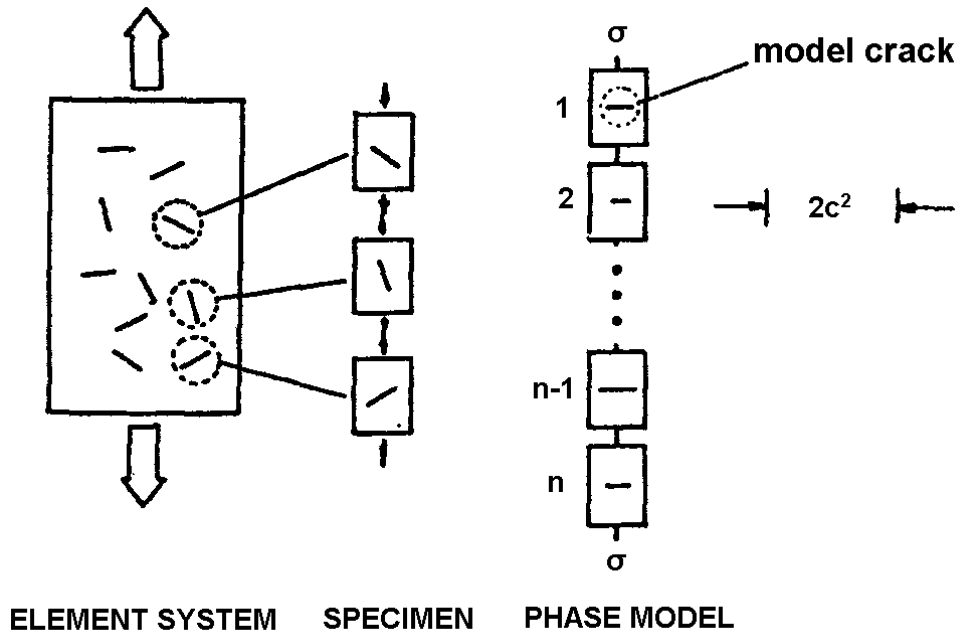 σ
model crack
1
2
2c²
n-1
n
σ
ELEMENT SYSTEM SPECIMEN PHASE MODEL